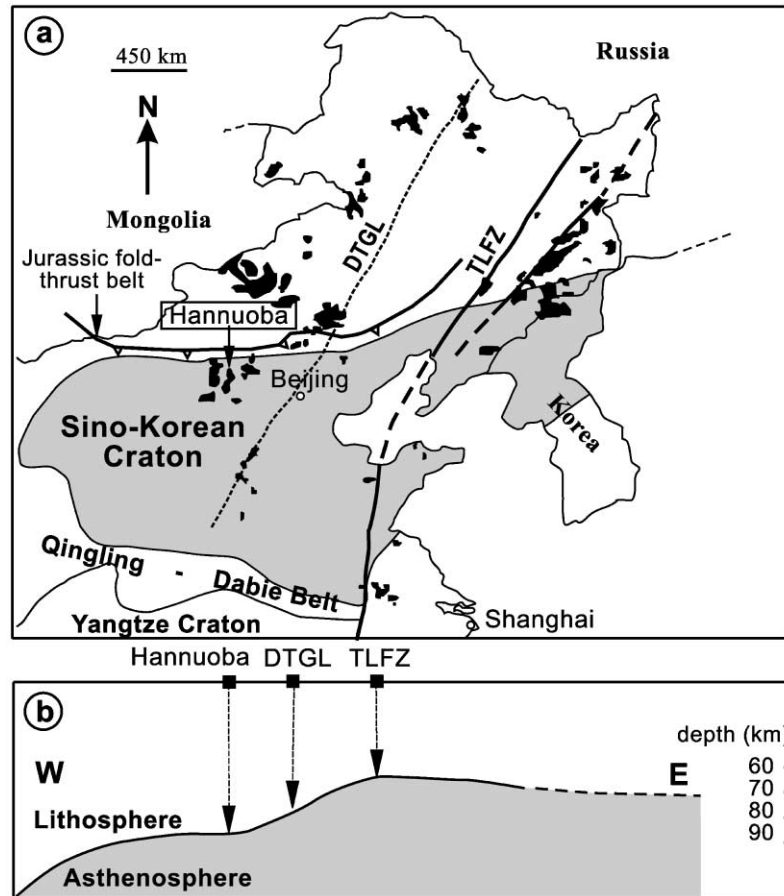 a
450 km
N
Russia
Mongolia
Jurassic fold-
thrust belt
DTGL
TLFZ
Hannuoba
Beijing
Sino-Korean
Craton
Korea
Qingling - Dabie Belt
Yangtze Craton
Shanghai
Hannuoba DTGL TLFZ
b
depth (km)
W
E
60
70
80
90
Lithosphere
Asthenosphere